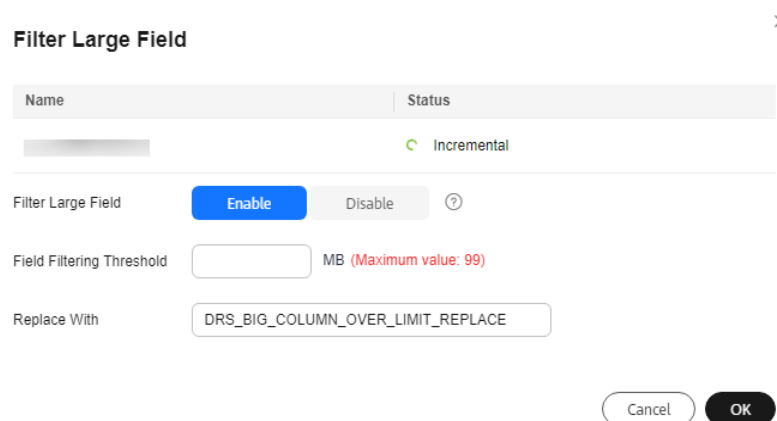 Filter Large Field
Name Status
Incremental
Filter Large Field Enable Disable ?
Field Filtering Threshold MB (Maximum value: 99)
Replace With DRS_BIG_COLUMN_OVER_LIMIT_REPLACE
Cancel OK